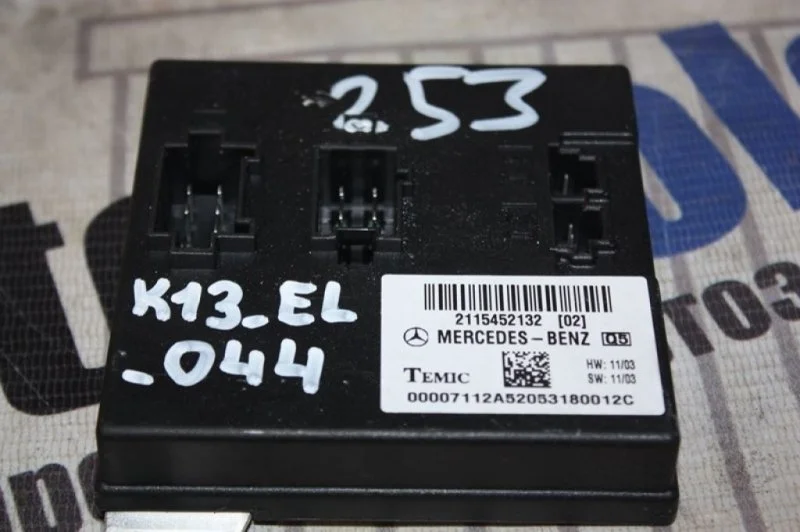 253
K13_EL
_044
2115452132 [02]
MERCEDES-BENZ Q5
TEMIC
HW: 11/03
SW: 11/03
00007112A52053180012C